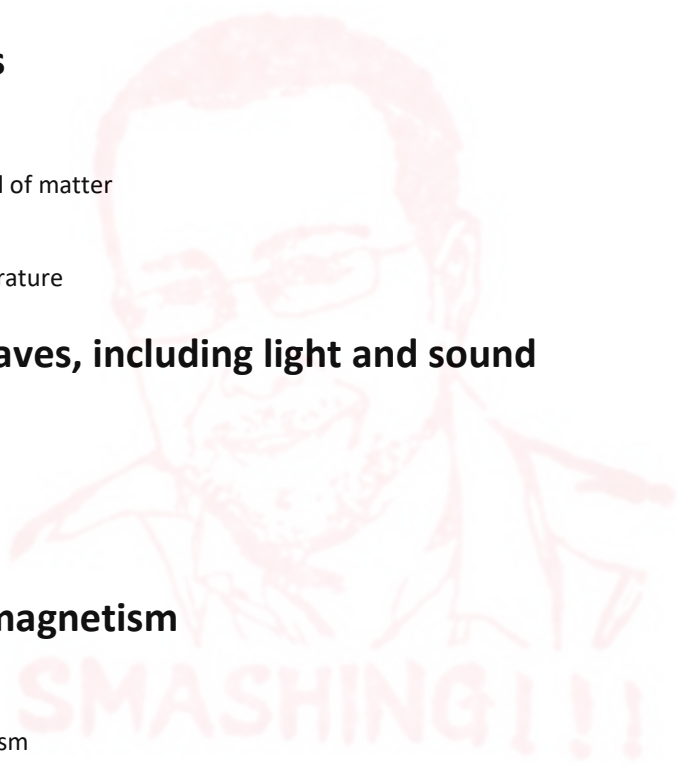 s
of matter
rature
aves, including light and sound
magnetism
SMASHING!!!
sm